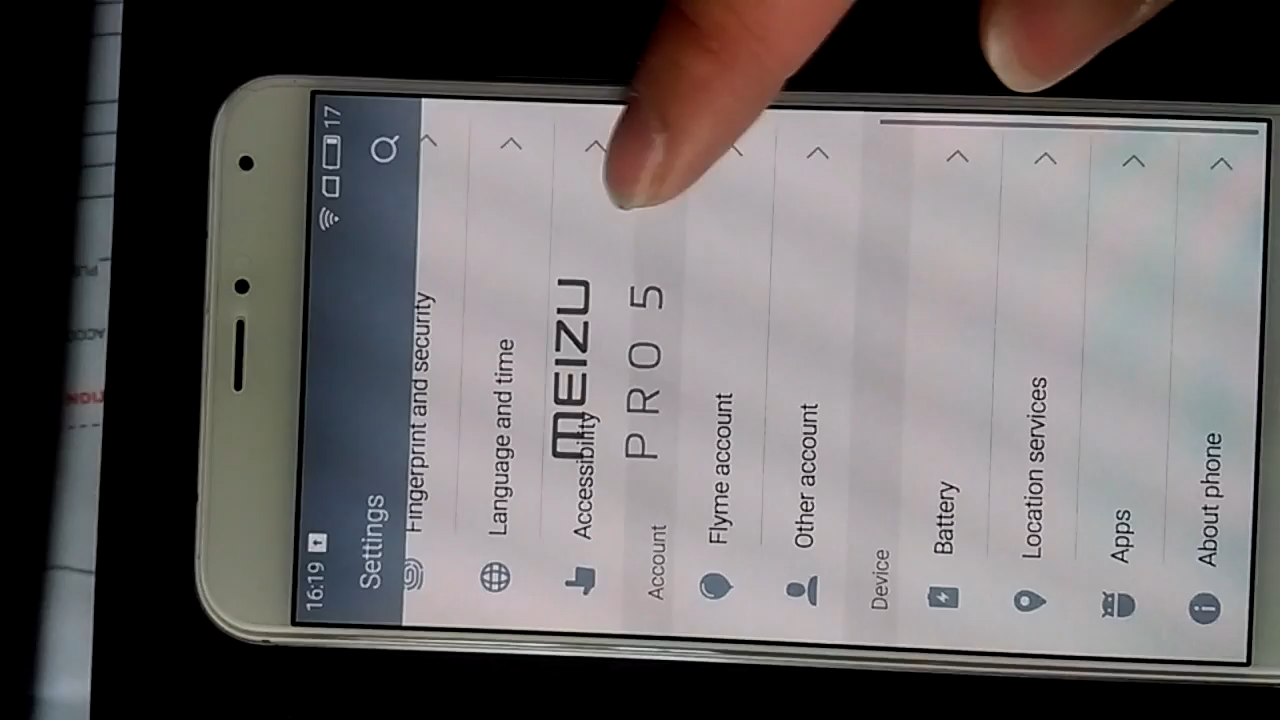 16:19
17
Settings
Fingerprint and security
Language and time
Accessibility
MEIZU
PRO 5
Account
Flyme account
Other account
Device
Battery
Location services
Apps
About phone